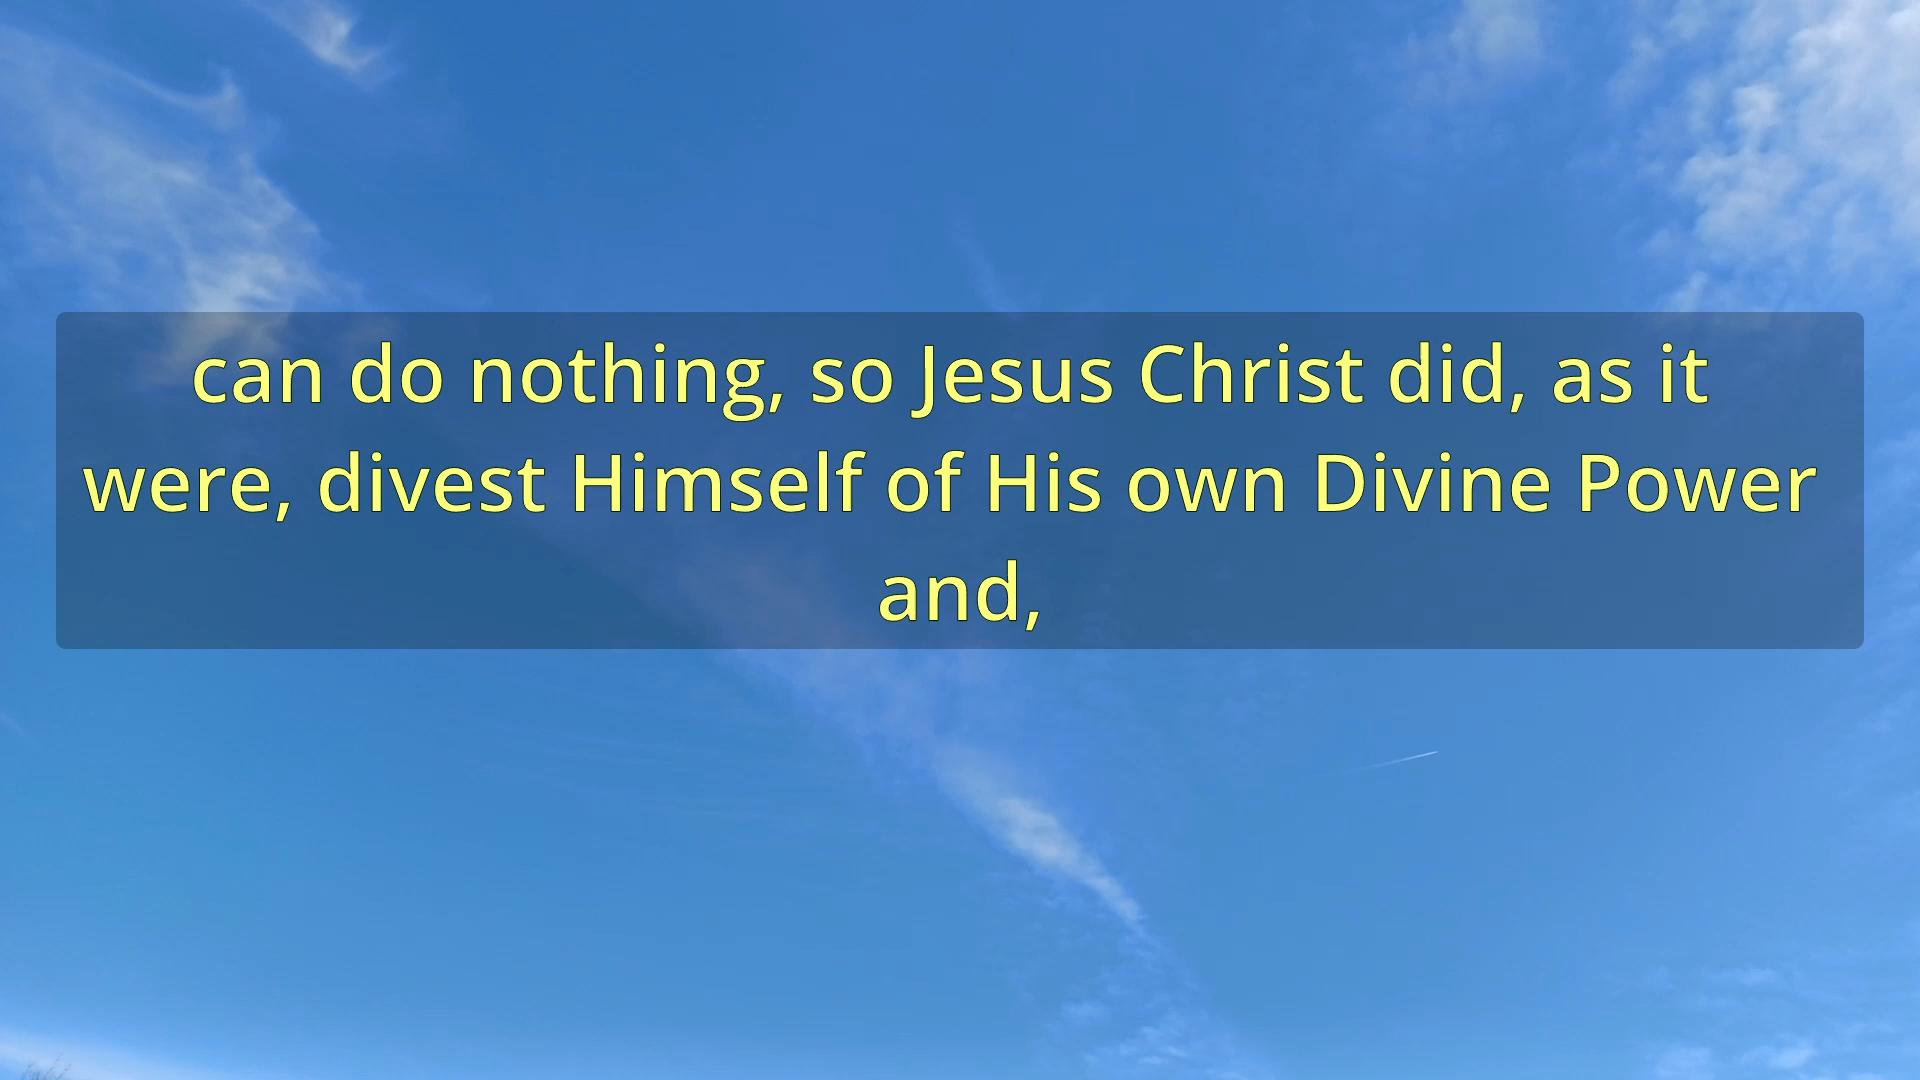 can do nothing, so Jesus Christ did, as it
were, divest Himself of His own Divine Power
and,